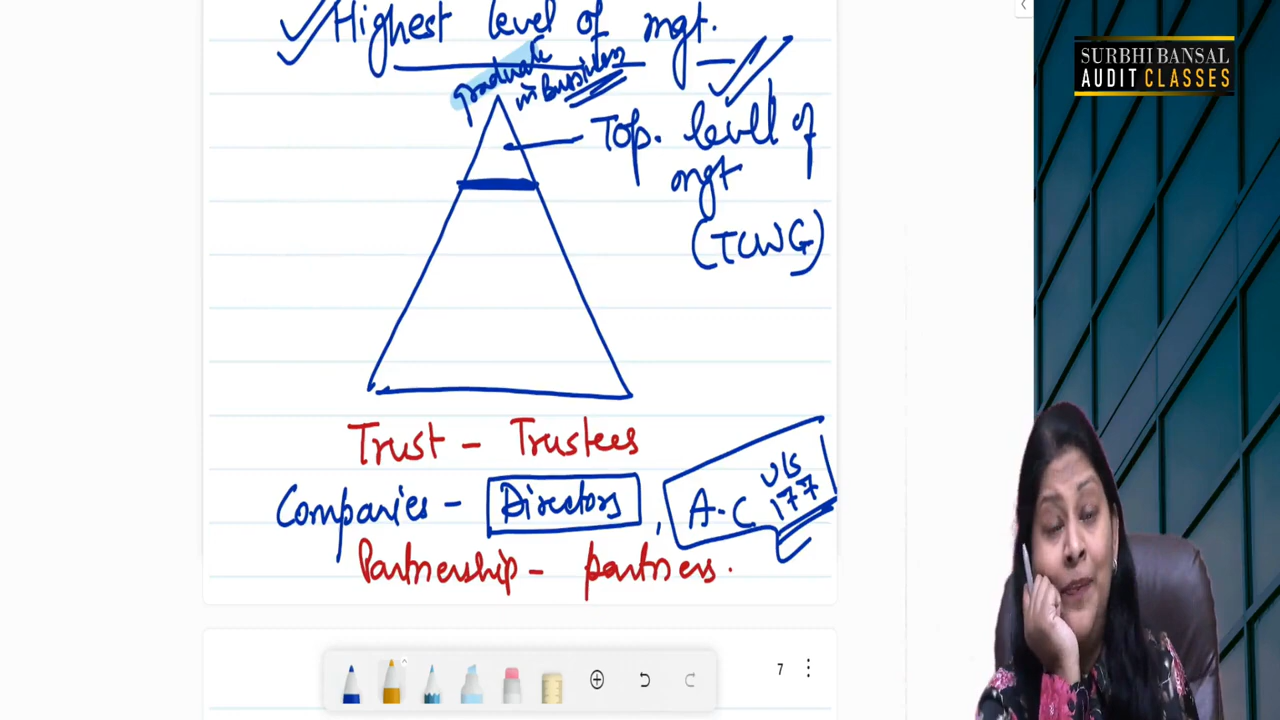 Highest level of mgt.
graduate
in Bussiness
Top. level of
mgt
(TCWG)
Trust - Trustees
Companies - Directors, A.C u/s 177
Partnership - partners.
7
SURBHI BANSAL
AUDIT CLASSES